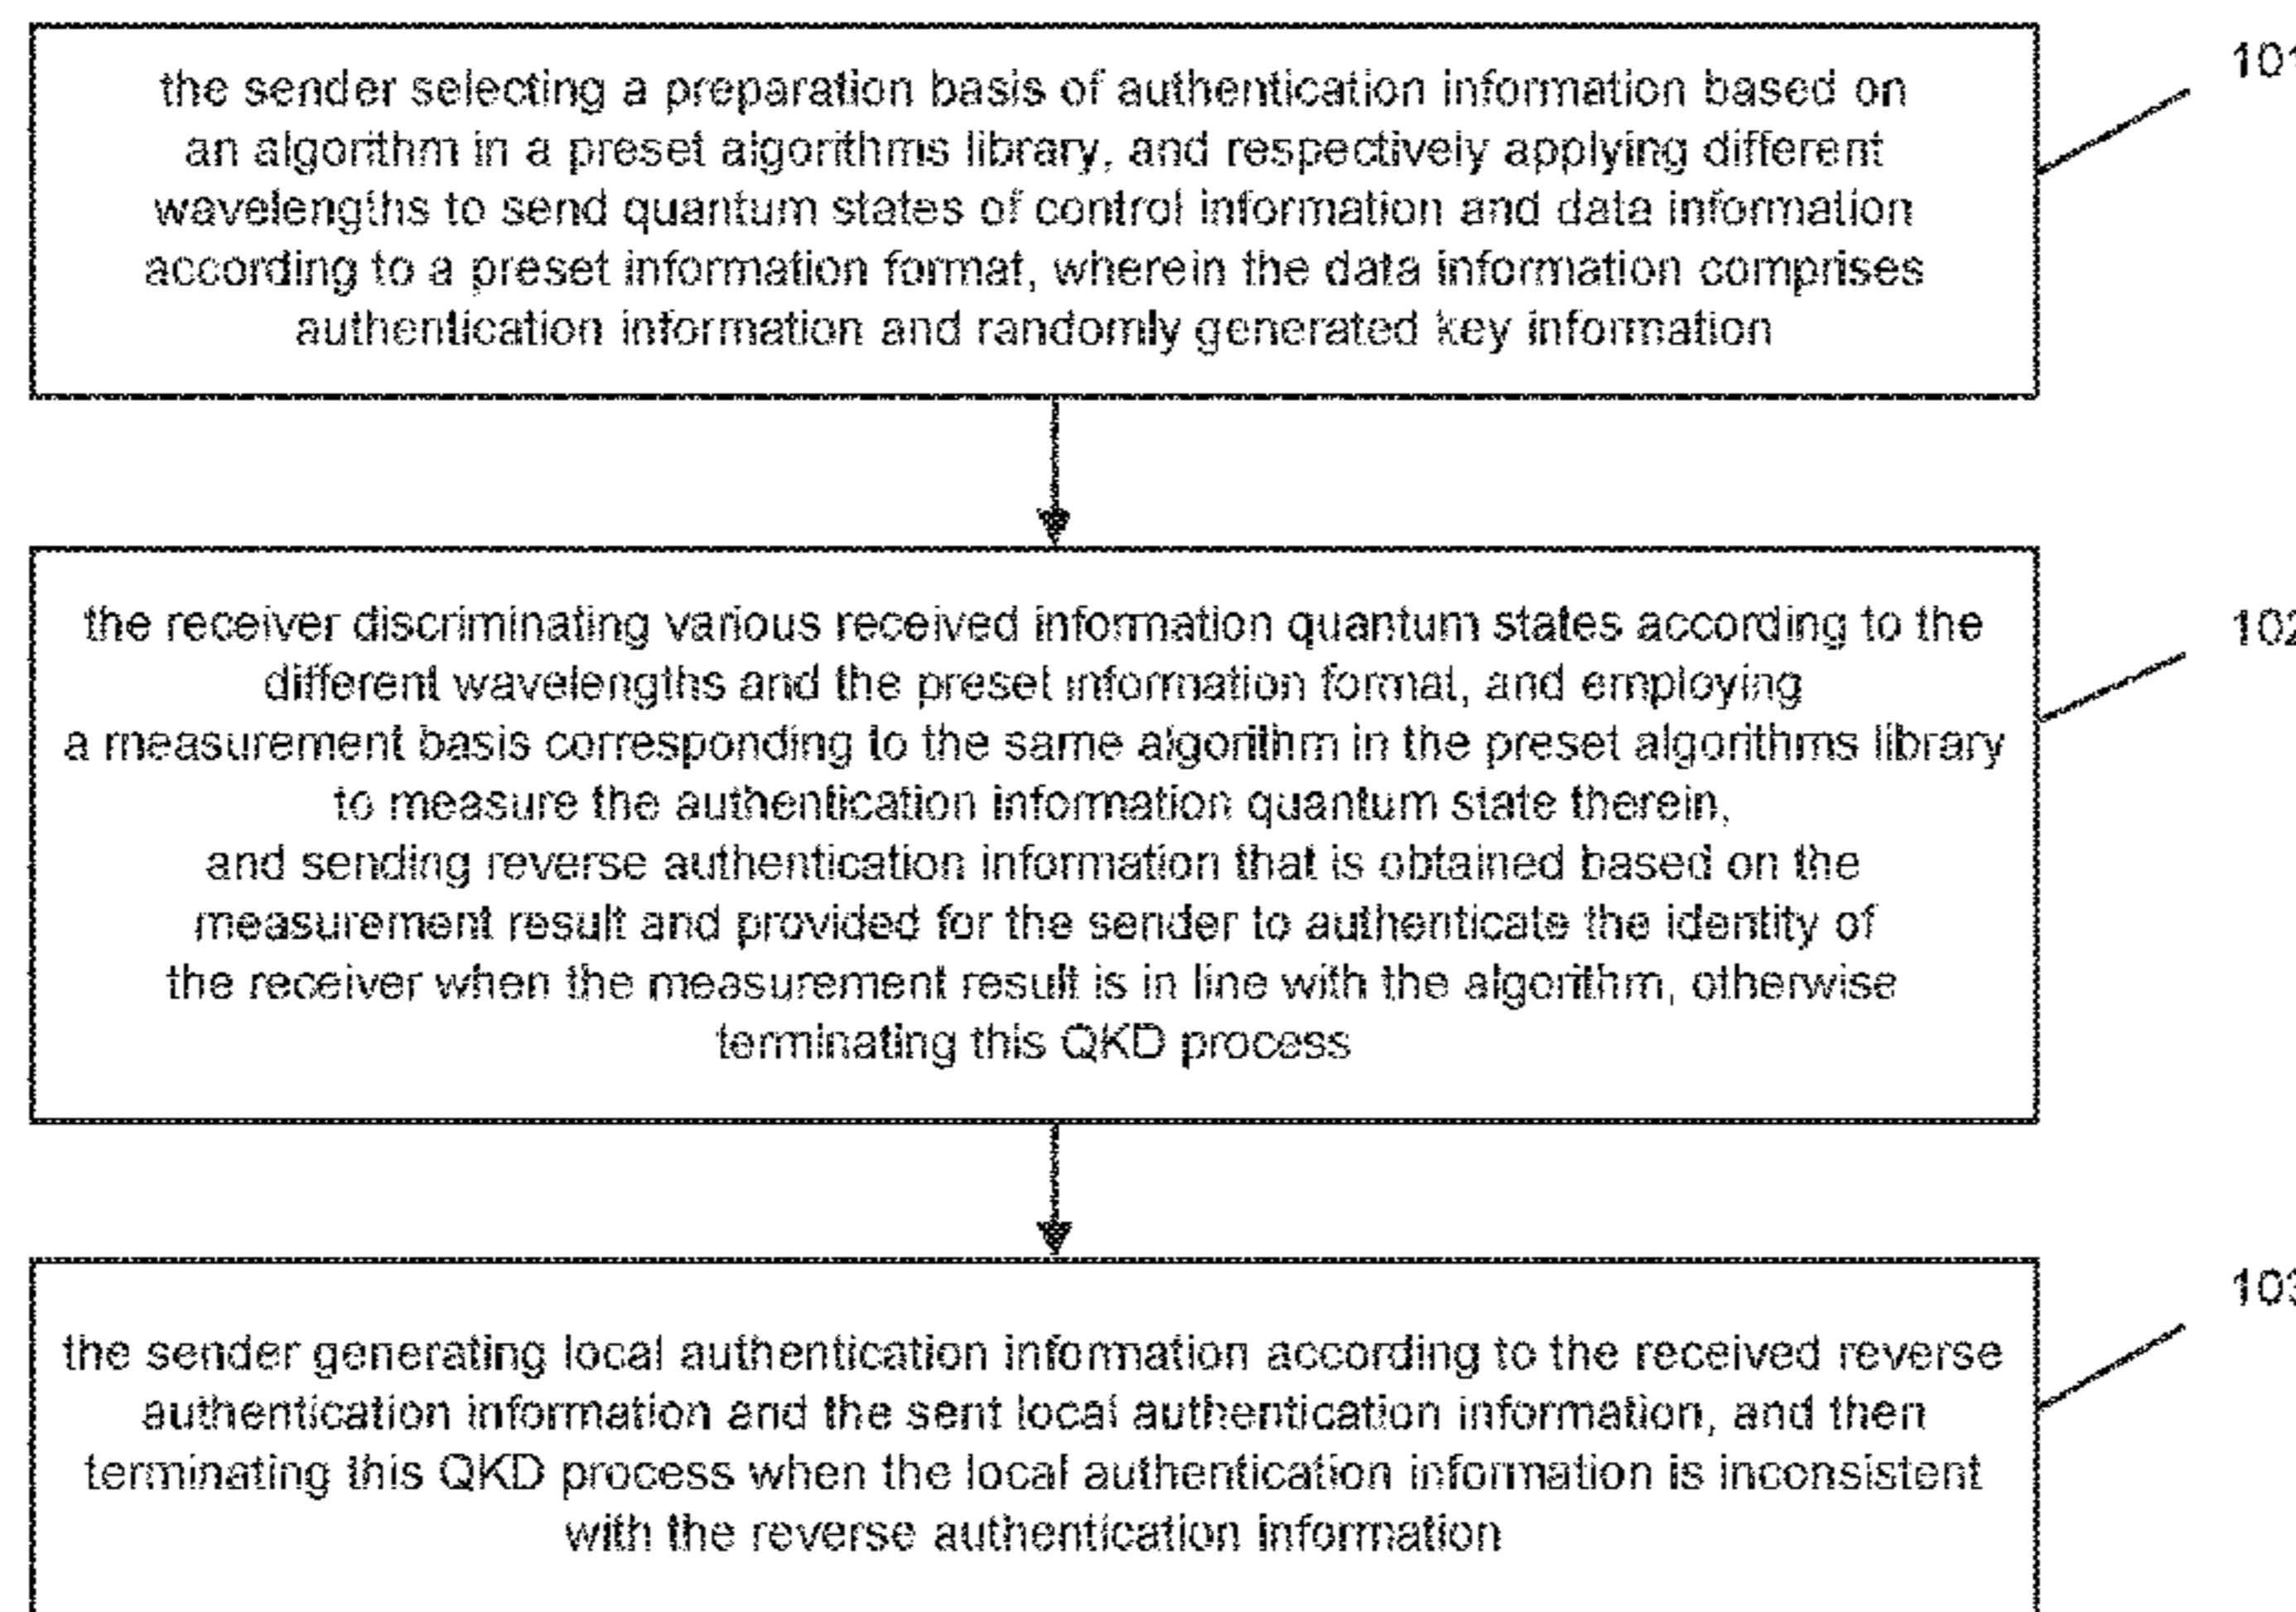 the sender selecting a preparation basis of authentication information based on
an algorithm in a preset algorithms library, and respectively applying different
wavelengths to send quantum states of control information and data information
according to a preset information format, wherein the data information comprises
authentication information and randomly generated key information
101
the receiver discriminating various received information quantum states according to the
different wavelengths and the preset information format, and employing
a measurement basis corresponding to the same algorithm in the preset algorithms library
to measure the authentication information quantum state therein,
and sending reverse authentication information that is obtained based on the
measurement result and provided for the sender to authenticate the identity of
the receiver when the measurement result is in line with the algorithm, otherwise
terminating this QKD process
102
the sender generating local authentication information according to the received reverse
authentication information and the sent local authentication information, and then
terminating this QKD process when the local authentication information is inconsistent
with the reverse authentication information
103